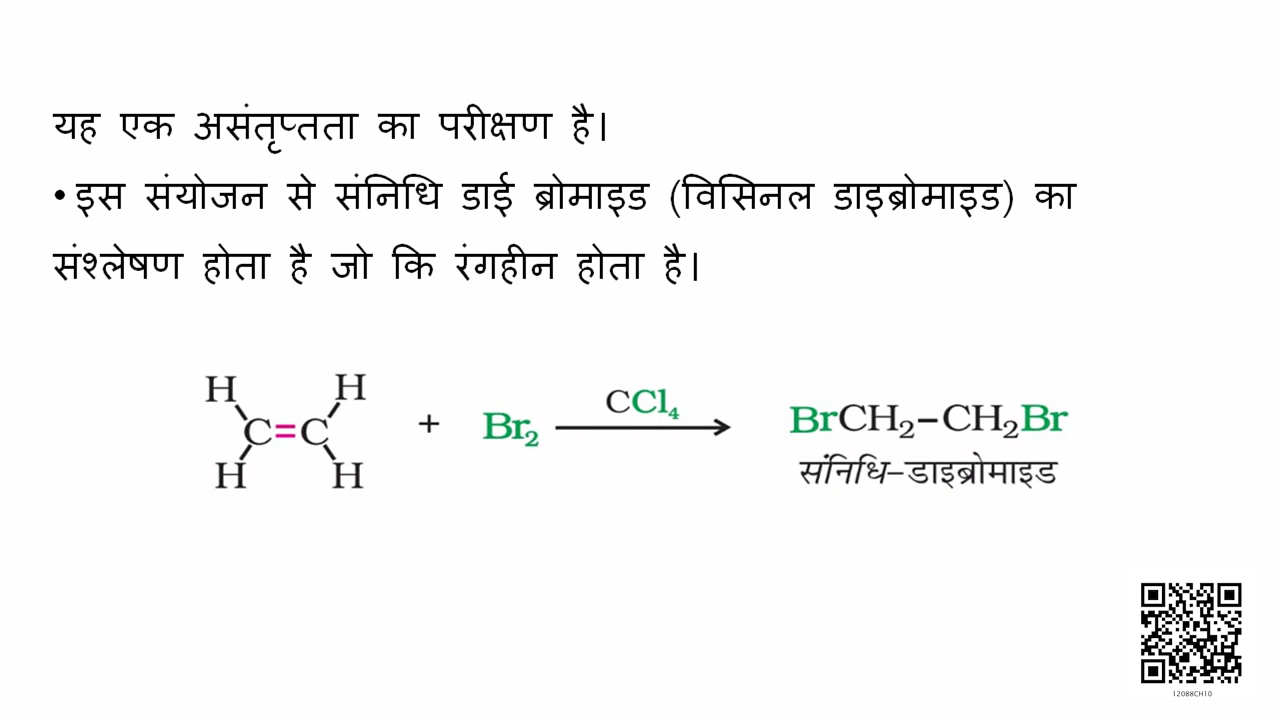 यह एक असंतृप्तता का परीक्षण है।
• इस संयोजन से संनिधि डाई ब्रोमाइड (विसिनल डाइब्रोमाइड) का
संश्लेषण होता है जो कि रंगहीन होता है।
H H
C=C + Br₂ CCl₄ BrCH₂–CH₂Br
H H संनिधि–डाइब्रोमाइड
12088CH10